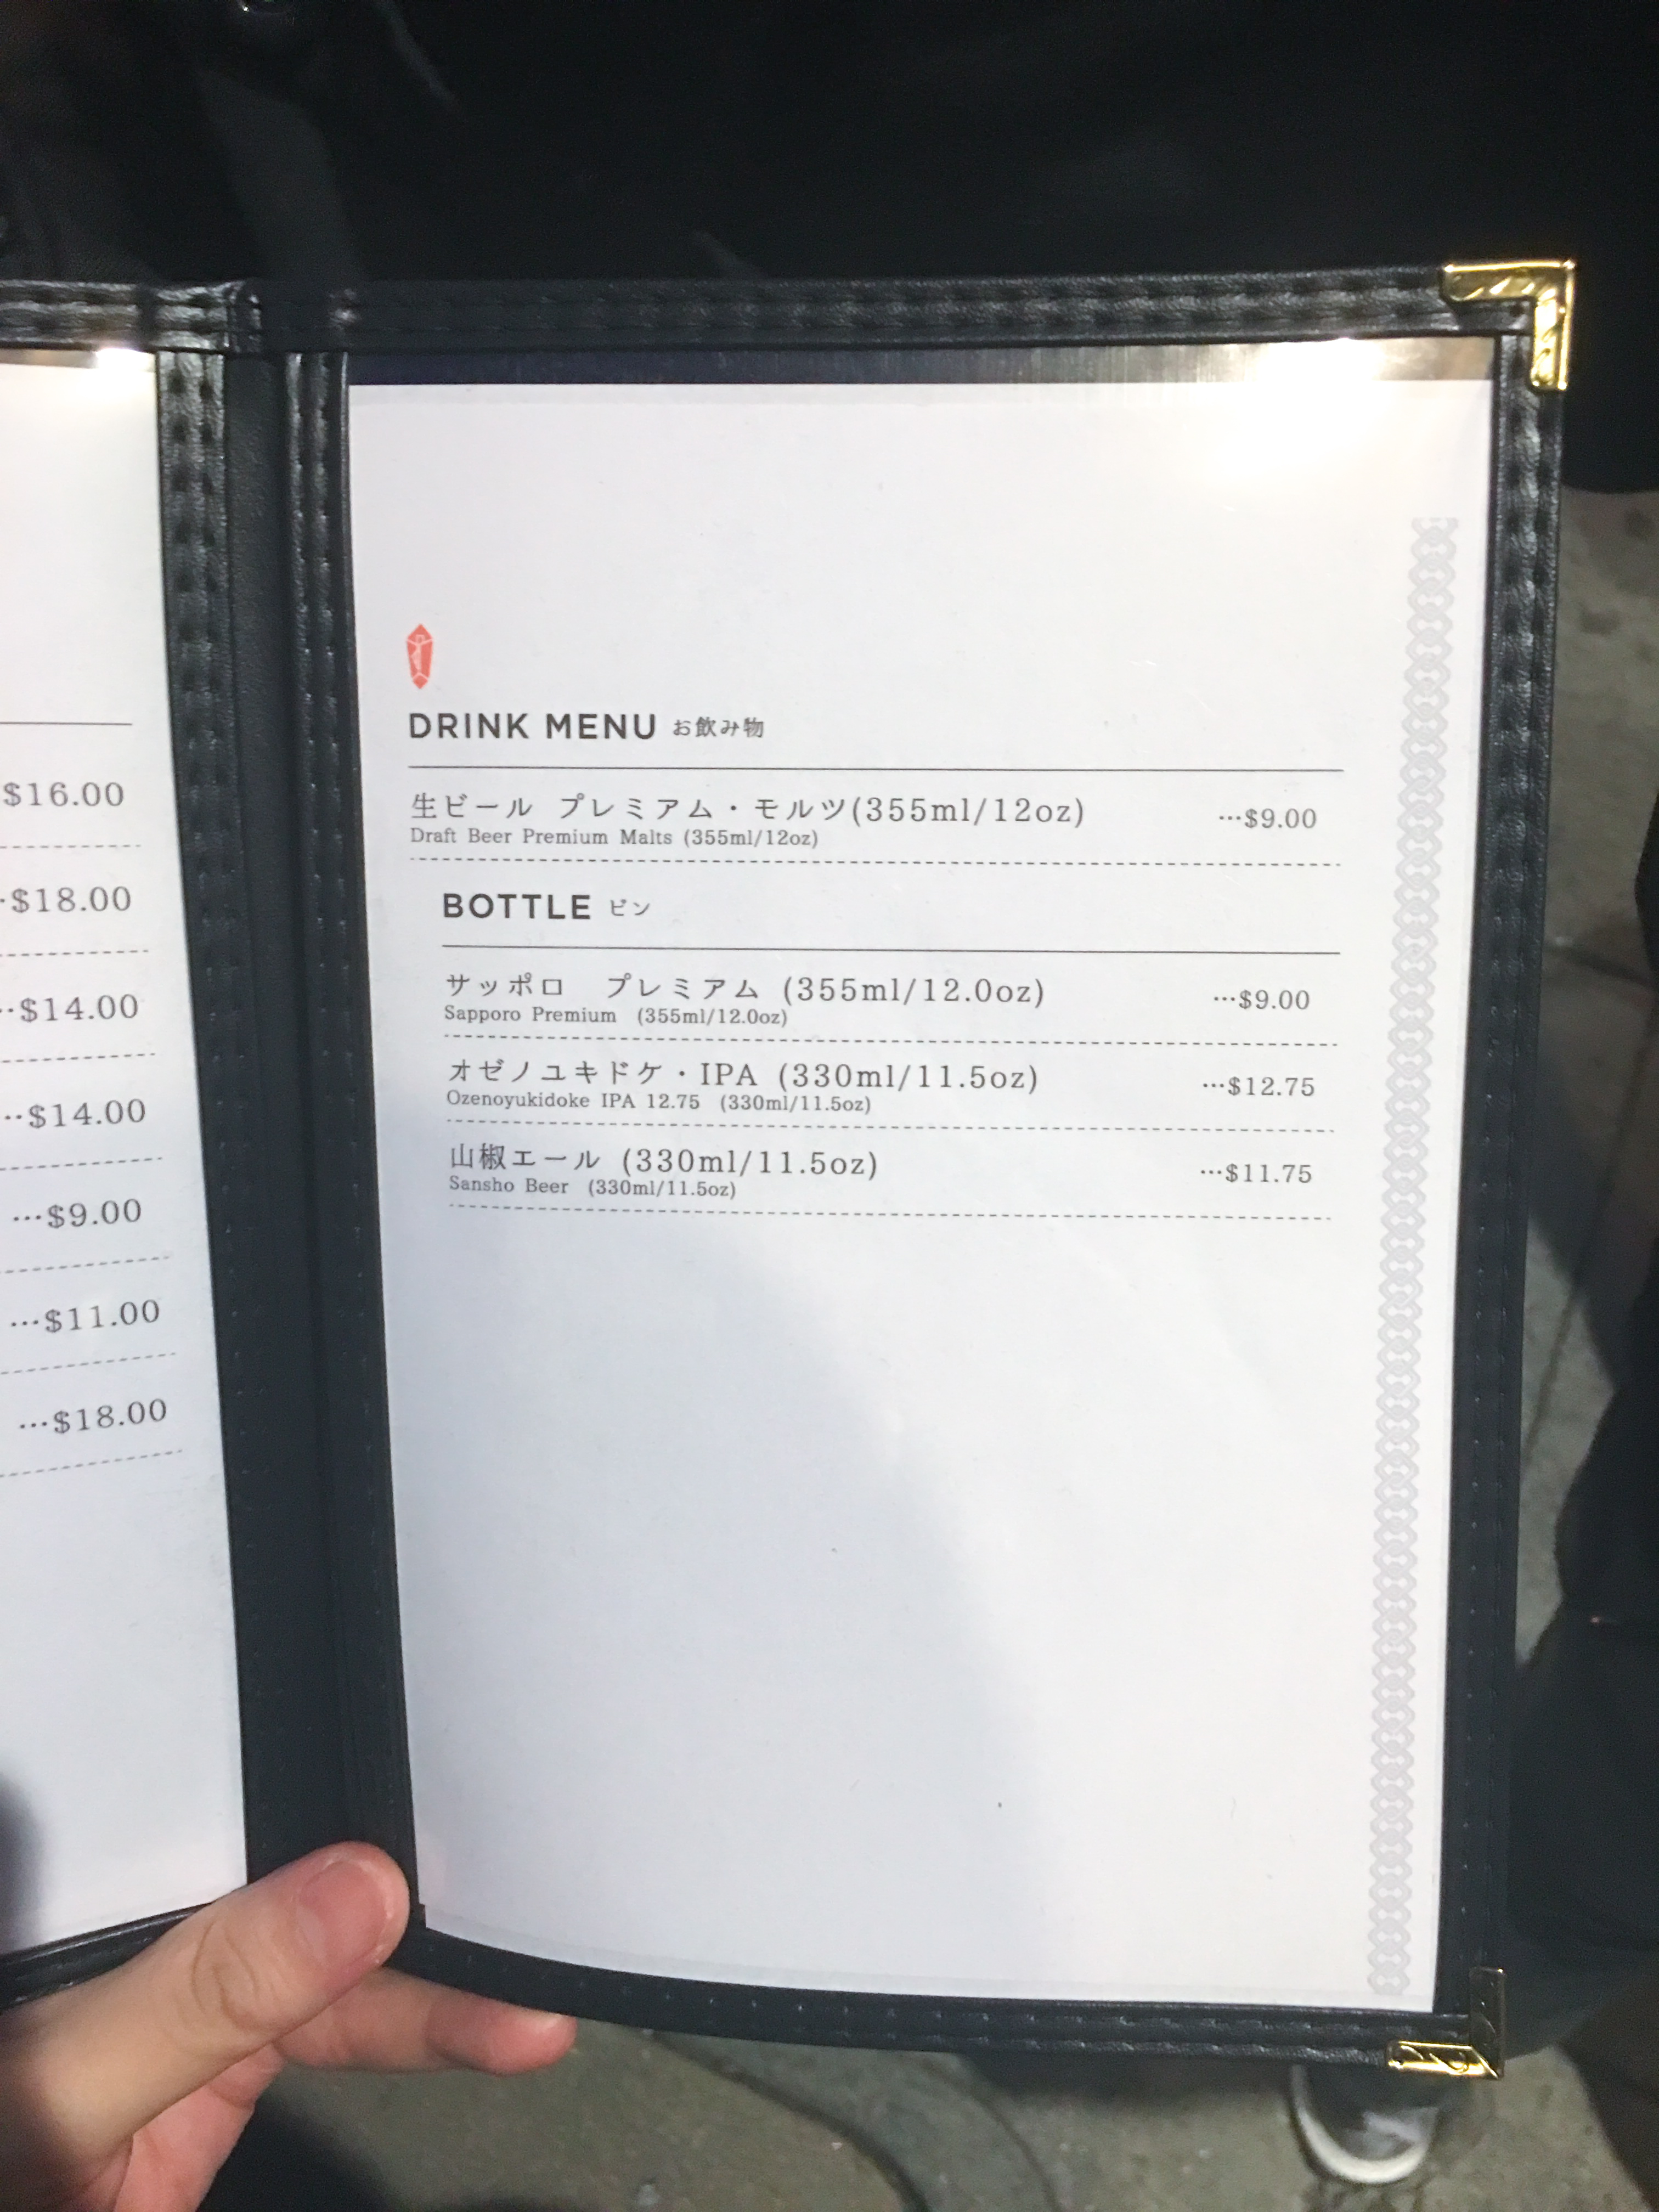 $16.00
·$18.00
··$14.00
··$14.00
···$9.00
···$11.00
···$18.00
DRINK MENU お飲み物
生ビール プレミアム・モルツ(355ml/12oz) ···$9.00
Draft Beer Premium Malts (355ml/12oz)
BOTTLE ビン
サッポロ　プレミアム (355ml/12.0oz) ···$9.00
Sapporo Premium (355ml/12.0oz)
オゼノユキドケ・IPA (330ml/11.5oz) ···$12.75
Ozenoyukidoke IPA 12.75 (330ml/11.5oz)
山椒エール (330ml/11.5oz) ···$11.75
Sansho Beer (330ml/11.5oz)